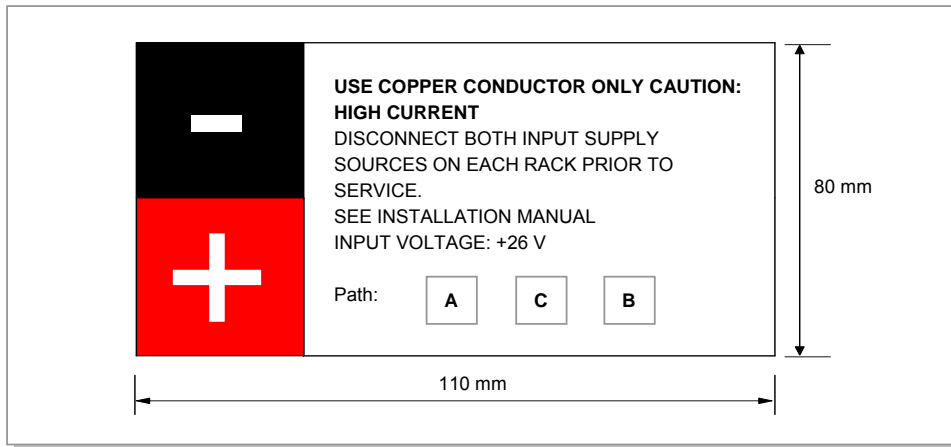 USE COPPER CONDUCTOR ONLY CAUTION:
HIGH CURRENT
DISCONNECT BOTH INPUT SUPPLY
SOURCES ON EACH RACK PRIOR TO
SERVICE.
SEE INSTALLATION MANUAL
INPUT VOLTAGE: +26 V
Path: A C B
80 mm
110 mm